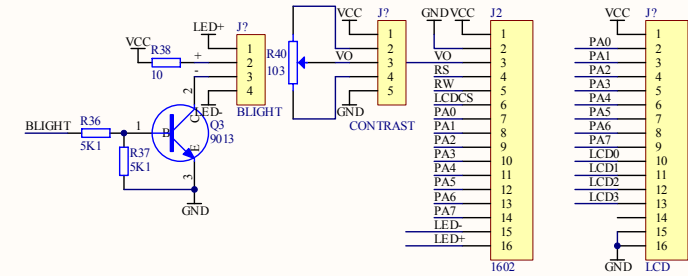 LED+
J?
VCC
R38
10
+
-
1
2
3
4
LED-
BLIGHT
BLIGHT
R36
5K1
1
R37
5K1
2
B
C
E
3
Q3
9013
GND
R40
103
VO
VCC
J?
1
2
3
4
5
GND
CONTRAST
GND
VCC
J2
VO
RS
RW
LCDCS
PA0
PA1
PA2
PA3
PA4
PA5
PA6
PA7
LED-
LED+
1
2
3
4
5
6
7
8
9
10
11
12
13
14
15
16
1602
VCC
J?
PA0
PA1
PA2
PA3
PA4
PA5
PA6
PA7
LCD0
LCD1
LCD2
LCD3
1
2
3
4
5
6
7
8
9
10
11
12
13
14
15
16
GND
LCD